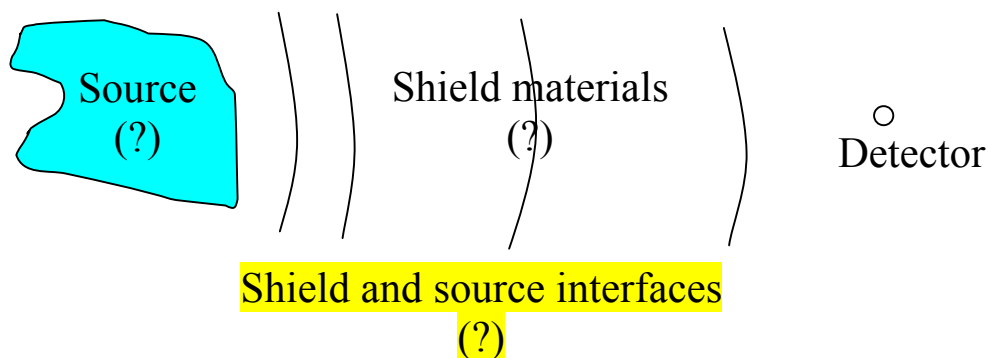 Source
(?)
Shield materials
(?)
Detector
Shield and source interfaces
(?)